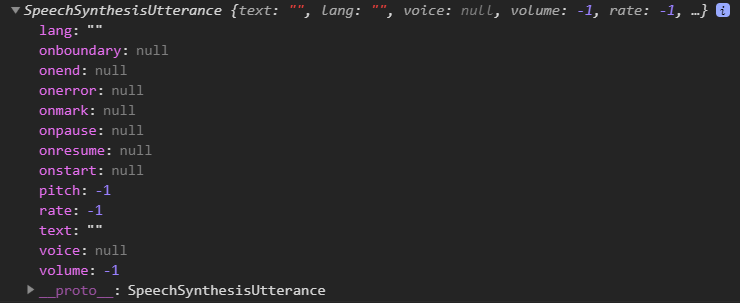 SpeechSynthesisUtterance {text: "", lang: "", voice: null, volume: -1, rate: -1, …} i
lang: ""
onboundary: null
onend: null
onerror: null
onmark: null
onpause: null
onresume: null
onstart: null
pitch: -1
rate: -1
text: ""
voice: null
volume: -1
__proto__: SpeechSynthesisUtterance